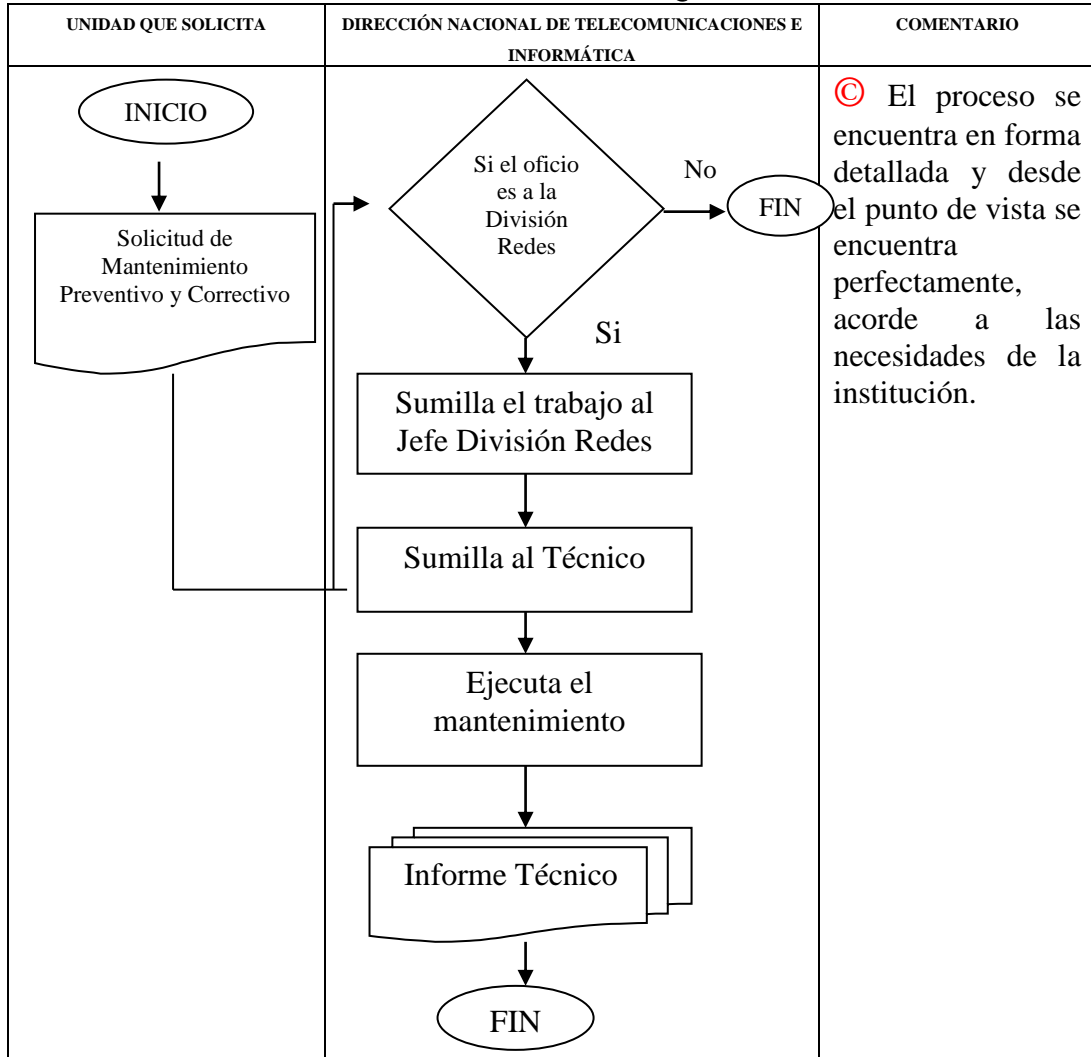 UNIDAD QUE SOLICITA
DIRECCIÓN NACIONAL DE TELECOMUNICACIONES E
INFORMÁTICA
COMENTARIO
INICIO
Solicitud de
Mantenimiento
Preventivo y Correctivo
Si el oficio
es a la
División
Redes
No
FIN
Si
Sumilla el trabajo al
Jefe División Redes
Sumilla al Técnico
Ejecuta el
mantenimiento
Informe Técnico
FIN
© El proceso se
encuentra en forma
detallada y desde
el punto de vista se
encuentra
perfectamente,
acorde a las
necesidades de la
institución.